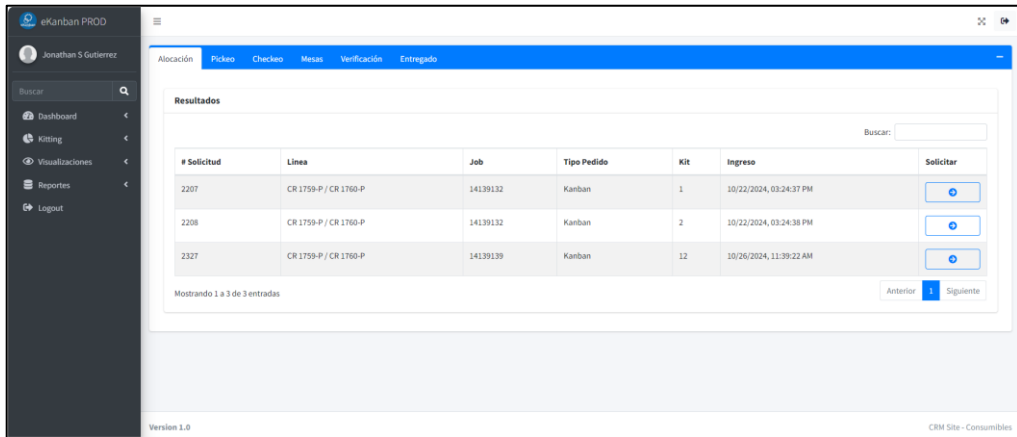 eKanban PROD
Jonathan S Gutierrez
Buscar
Dashboard
Kitting
Visualizaciones
Reportes
Logout
Alocación Pickeo Checkeo Mesas Verificación Entregado
Resultados
Buscar:
# Solicitud Linea Job Tipo Pedido Kit Ingreso Solicitar
2207 CR 1759-P / CR 1760-P 14139132 Kanban 1 10/22/2024, 03:24:37 PM
2208 CR 1759-P / CR 1760-P 14139132 Kanban 2 10/22/2024, 03:24:38 PM
2327 CR 1759-P / CR 1760-P 14139139 Kanban 12 10/26/2024, 11:39:22 AM
Mostrando 1 a 3 de 3 entradas
Anterior 1 Siguiente
Version 1.0 CRM Site - Consumibles